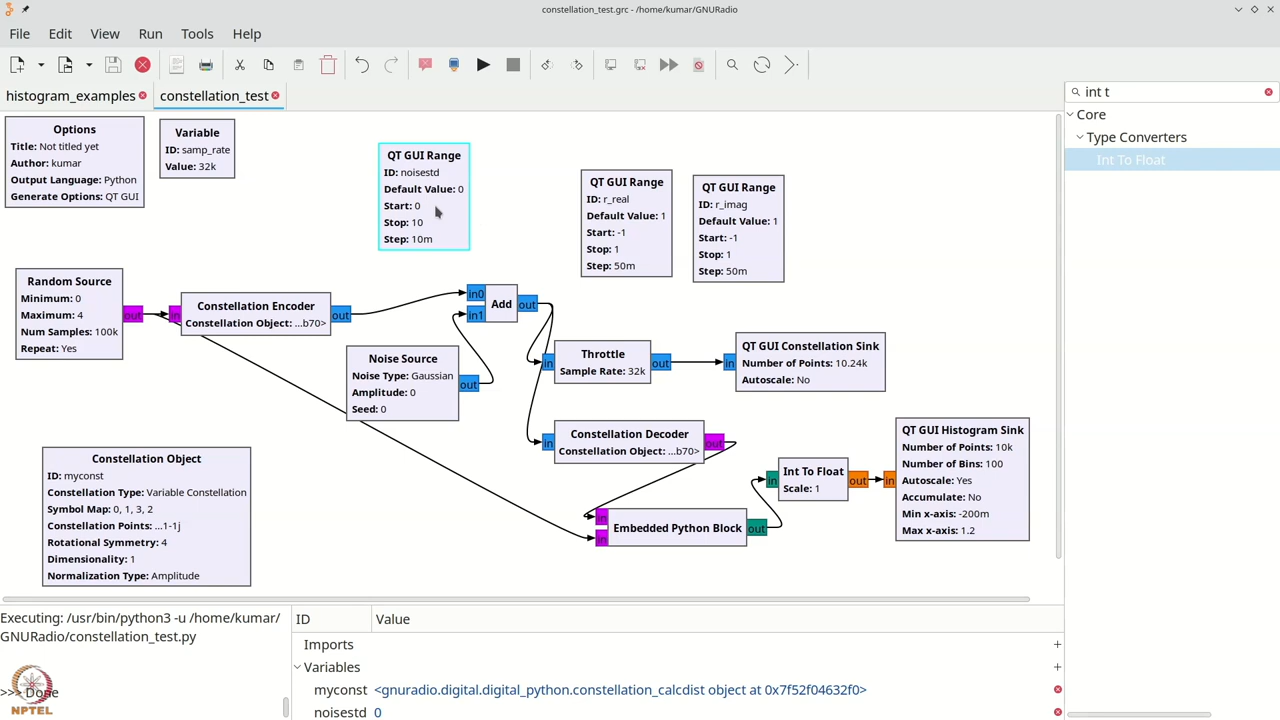 constellation_test.grc - /home/kumar/GNURadio
File Edit View Run Tools Help
histogram_examples constellation_test
int t
Core
Type Converters
Int To Float
Options
Title: Not titled yet
Author: kumar
Output Language: Python
Generate Options: QT GUI
Variable
ID: samp_rate
Value: 32k
QT GUI Range
ID: noisestd
Default Value: 0
Start: 0
Stop: 10
Step: 10m
QT GUI Range
ID: r_real
Default Value: 1
Start: -1
Stop: 1
Step: 50m
QT GUI Range
ID: r_imag
Default Value: 1
Start: -1
Stop: 1
Step: 50m
Random Source
Minimum: 0
Maximum: 4
Num Samples: 100k
Repeat: Yes
out
in
Constellation Encoder
Constellation Object: ...b70>
out
in0
in1
Add
out
Noise Source
Noise Type: Gaussian
Amplitude: 0
Seed: 0
out
in
Throttle
Sample Rate: 32k
out
in
QT GUI Constellation Sink
Number of Points: 10.24k
Autoscale: No
in
Constellation Decoder
Constellation Object: ...b70>
out
in
in
Embedded Python Block
out
in
Int To Float
Scale: 1
out
in
QT GUI Histogram Sink
Number of Points: 10k
Number of Bins: 100
Autoscale: Yes
Accumulate: No
Min x-axis: -200m
Max x-axis: 1.2
Constellation Object
ID: myconst
Constellation Type: Variable Constellation
Symbol Map: 0, 1, 3, 2
Constellation Points: ...1-1j
Rotational Symmetry: 4
Dimensionality: 1
Normalization Type: Amplitude
Executing: /usr/bin/python3 -u /home/kumar/
GNURadio/constellation_test.py
>>> Done
NPTEL
ID Value
Imports
Variables
myconst <gnuradio.digital.digital_python.constellation_calcdist object at 0x7f52f04632f0>
noisestd 0